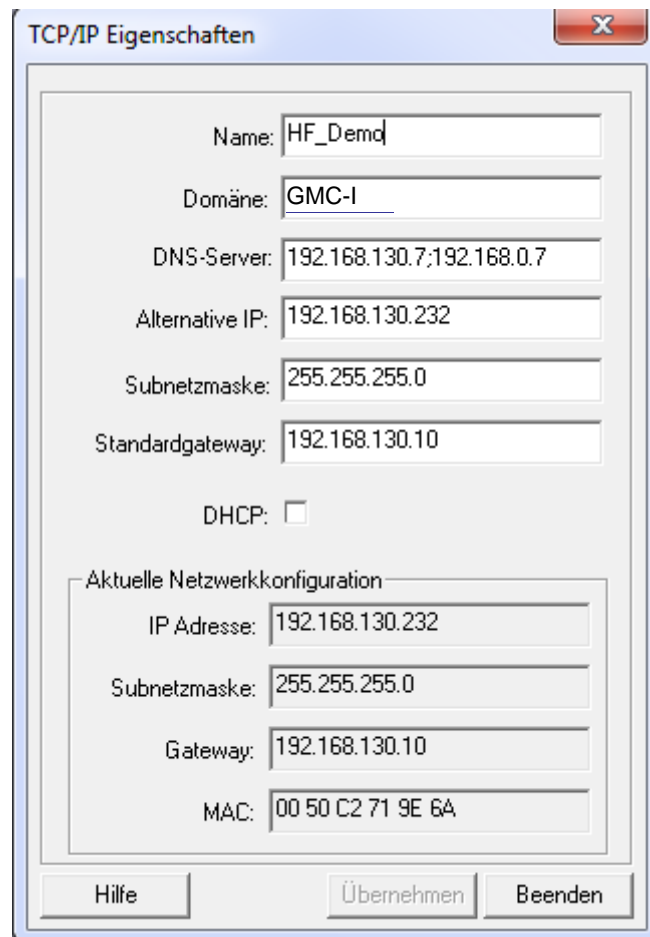 TCP/IP Eigenschaften
Name: HF_Demo
Domäne: GMC-I
DNS-Server: 192.168.130.7;192.168.0.7
Alternative IP: 192.168.130.232
Subnetzmaske: 255.255.255.0
Standardgateway: 192.168.130.10
DHCP:
Aktuelle Netzwerkkonfiguration
IP Adresse: 192.168.130.232
Subnetzmaske: 255.255.255.0
Gateway: 192.168.130.10
MAC: 00 50 C2 71 9E 6A
Hilfe Übernehmen Beenden